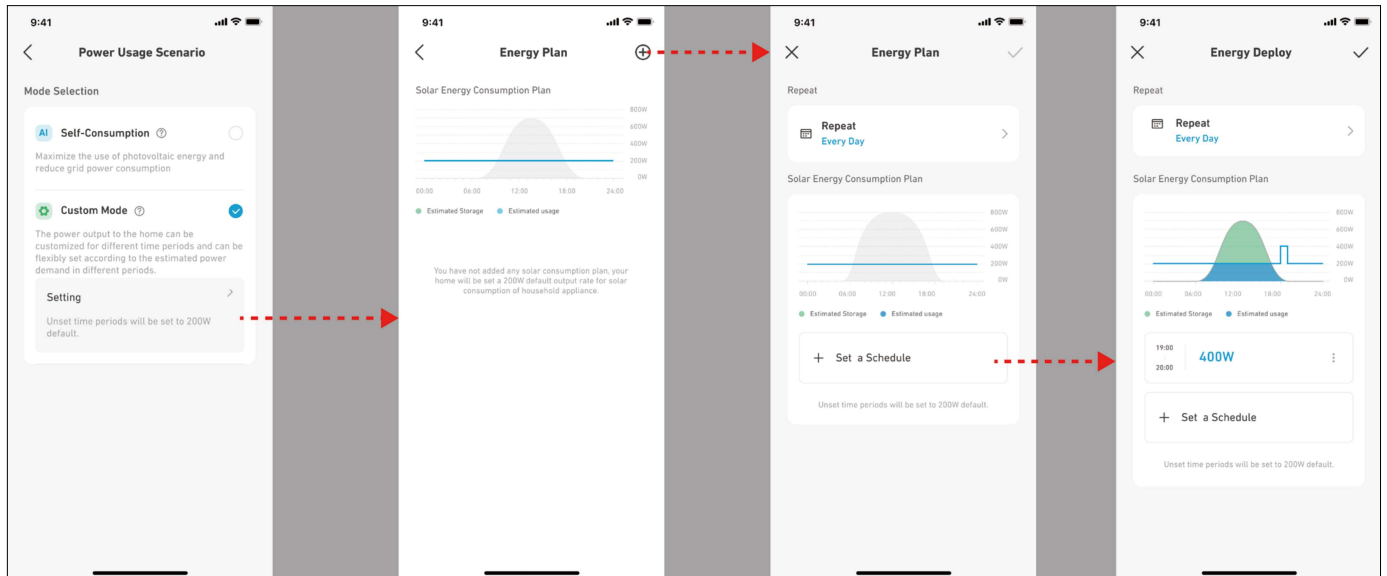 9:41
Power Usage Scenario
Mode Selection
AI Self-Consumption ?
Maximize the use of photovoltaic energy and
reduce grid power consumption
Custom Mode ?
The power output to the home can be
customized for different time periods and can be
flexibly set according to the estimated power
demand in different periods.
Setting
Unset time periods will be set to 200W
default.
9:41
Energy Plan
Solar Energy Consumption Plan
800W
600W
400W
200W
0W
00:00 06:00 12:00 18:00 24:00
Estimated Storage Estimated usage
You have not added any solar consumption plan, your
home will be set a 200W default output rate for solar
consumption of household appliance.
9:41
Energy Plan
Repeat
Repeat
Every Day
Solar Energy Consumption Plan
800W
600W
400W
200W
0W
00:00 06:00 12:00 18:00 24:00
Estimated Storage Estimated usage
+ Set a Schedule
Unset time periods will be set to 200W default.
9:41
Energy Deploy
Repeat
Repeat
Every Day
Solar Energy Consumption Plan
800W
600W
400W
200W
0W
00:00 06:00 12:00 18:00 24:00
Estimated Storage Estimated usage
19:00
400W
20:00
+ Set a Schedule
Unset time periods will be set to 200W default.